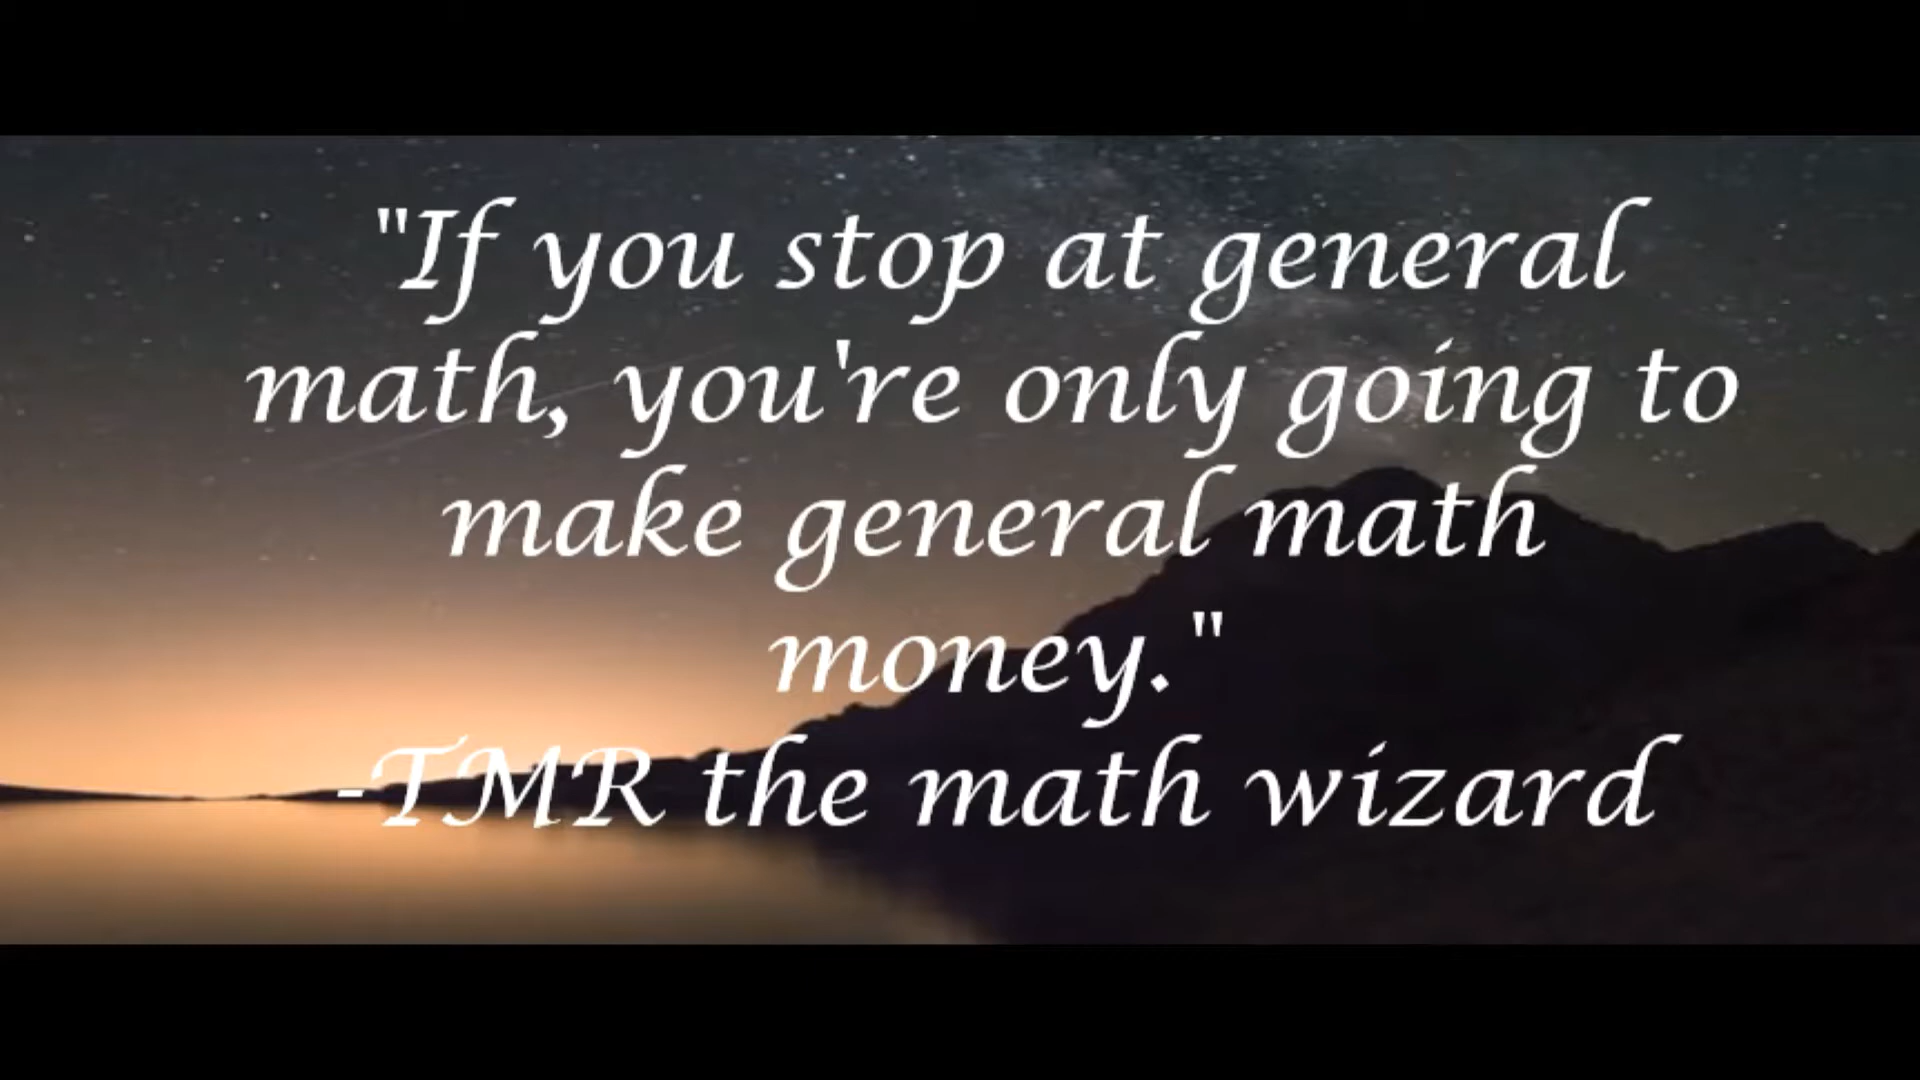 "If you stop at general
math, you're only going to
make general math
money."
-TMR the math wizard